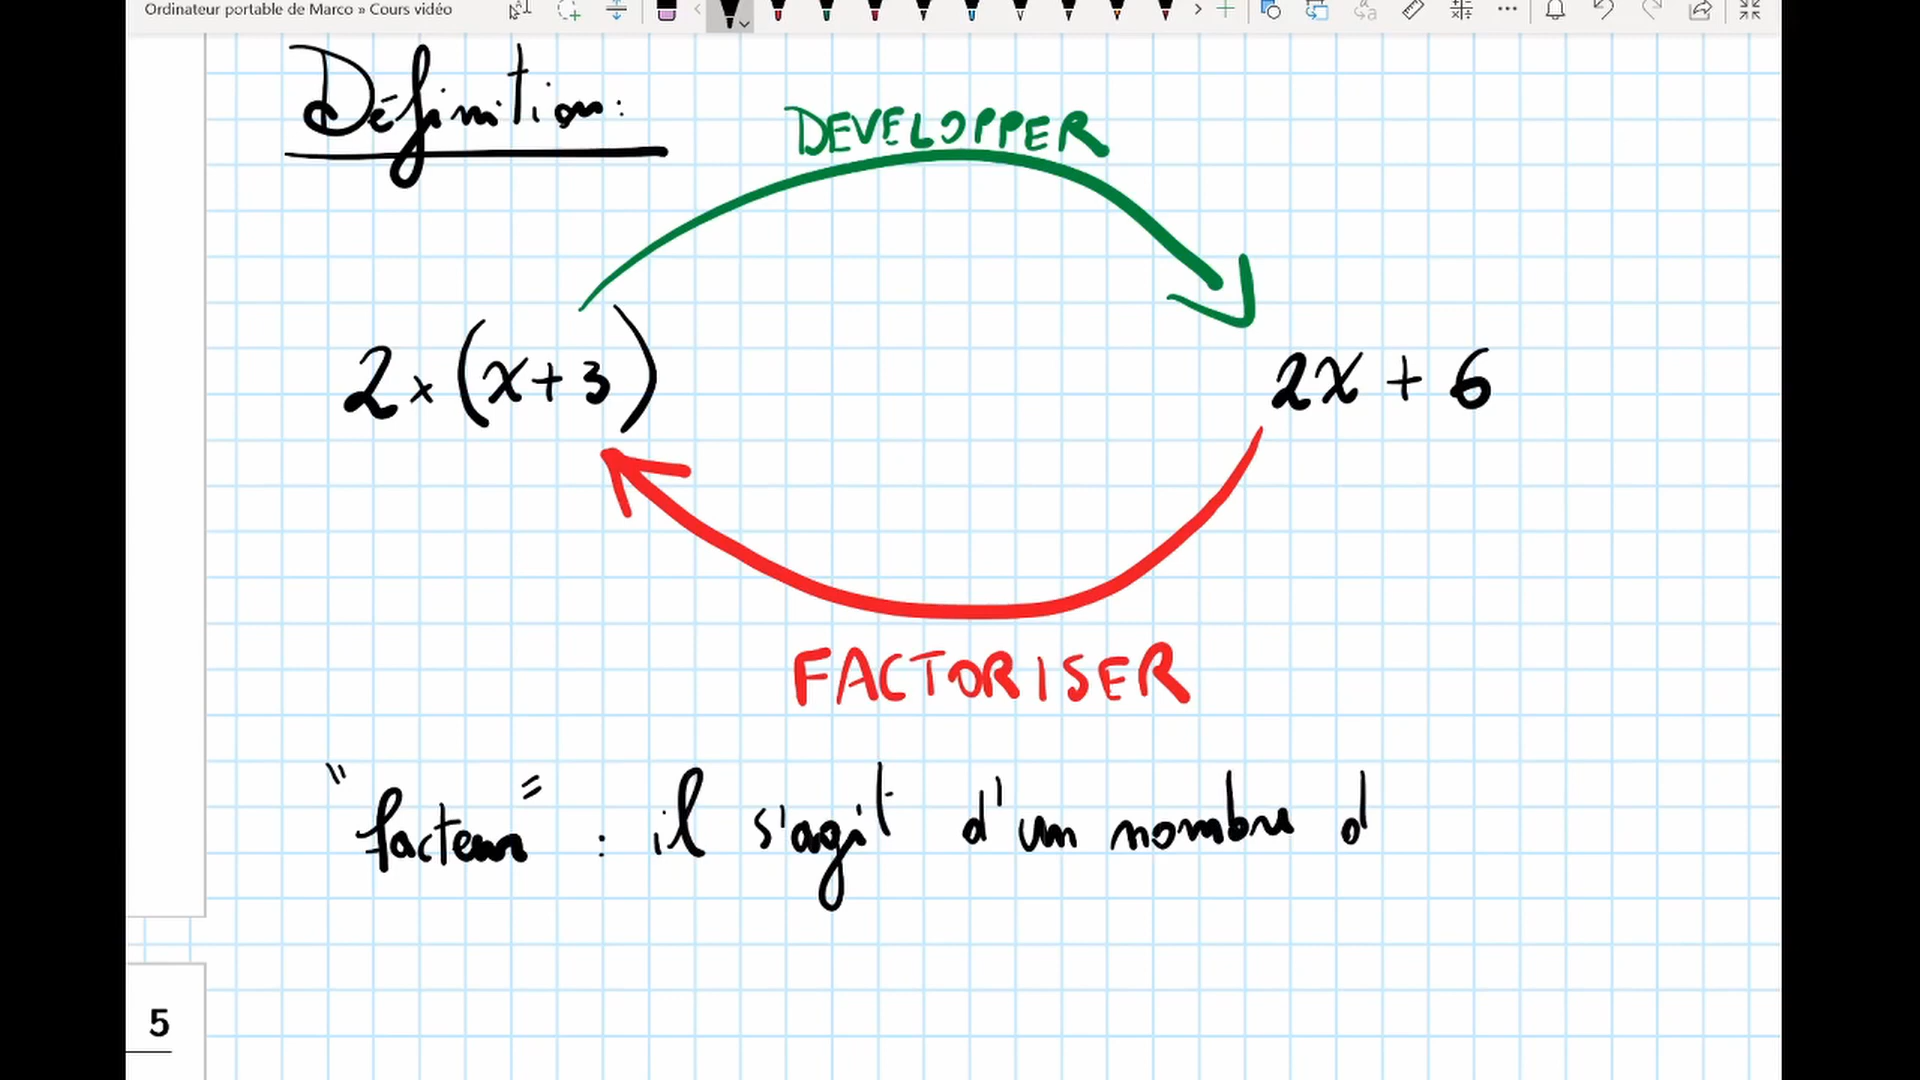 Ordinateur portable de Marco » Cours vidéo
Définition:
DEVELOPPER
2 × (x+3)
2x + 6
FACTORISER
"facteur" : il s'agit d'un nombre d
5